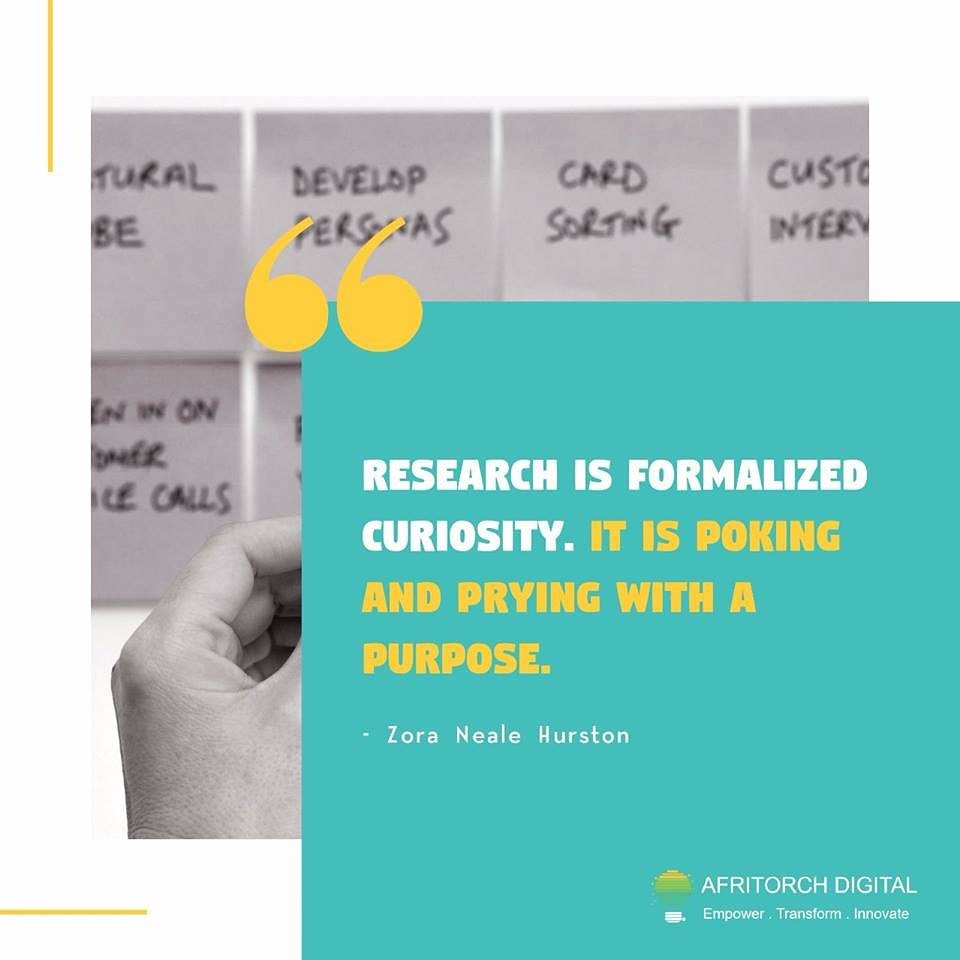 TURAL
BE
DEVELOP
PERSONAS
CARD
SORTING
CUSTO
INTERV
EN IN ON
OMER
ICE CALLS
RESEARCH IS FORMALIZED
CURIOSITY. IT IS POKING
AND PRYING WITH A
PURPOSE.
- Zora Neale Hurston
AFRITORCH DIGITAL
Empower . Transform . Innovate